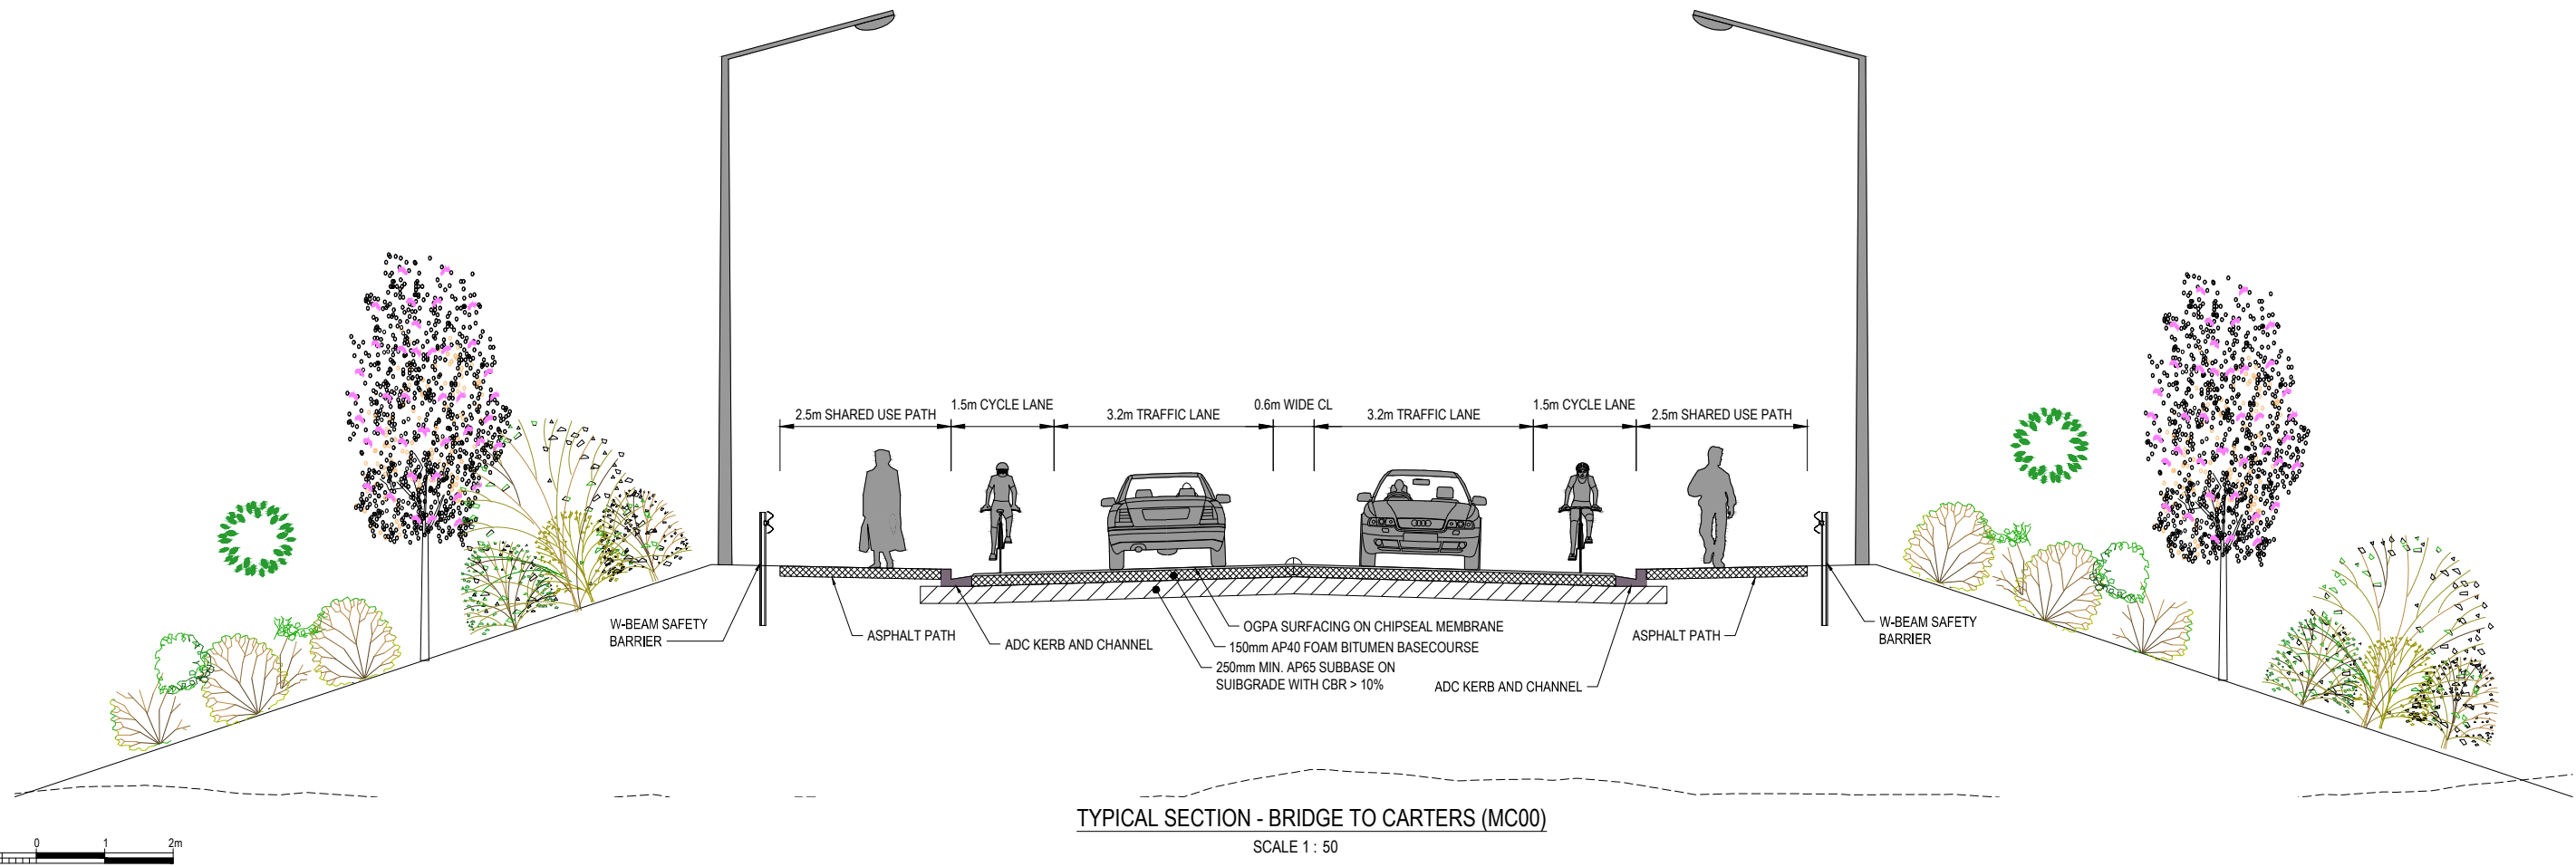 2.5m SHARED USE PATH
1.5m CYCLE LANE
3.2m TRAFFIC LANE
0.6m WIDE CL
3.2m TRAFFIC LANE
1.5m CYCLE LANE
2.5m SHARED USE PATH
W-BEAM SAFETY
BARRIER
ASPHALT PATH
ADC KERB AND CHANNEL
OGPA SURFACING ON CHIPSEAL MEMBRANE
150mm AP40 FOAM BITUMEN BASECOURSE
250mm MIN. AP65 SUBBASE ON
SUIBGRADE WITH CBR > 10%
ADC KERB AND CHANNEL
ASPHALT PATH
W-BEAM SAFETY
BARRIER
TYPICAL SECTION - BRIDGE TO CARTERS (MC00)
SCALE 1 : 50
0 1 2m